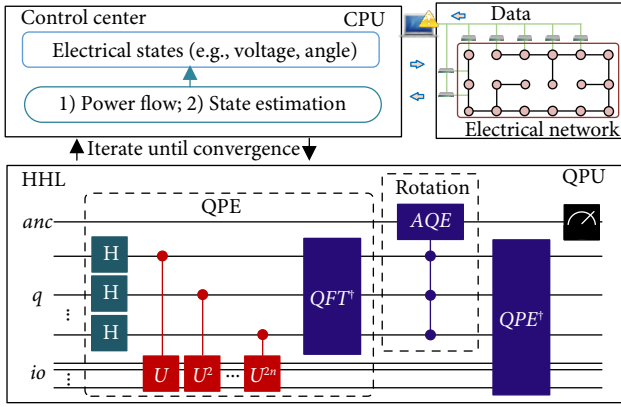 Control center CPU
Electrical states (e.g., voltage, angle)
1) Power flow; 2) State estimation
Data
Electrical network
Iterate until convergence
HHL QPU
QPE
Rotation
anc
AQE
H
q
H
⋮
H
QFT†
QPE†
io
⋮
U
U²
...
U²ⁿ